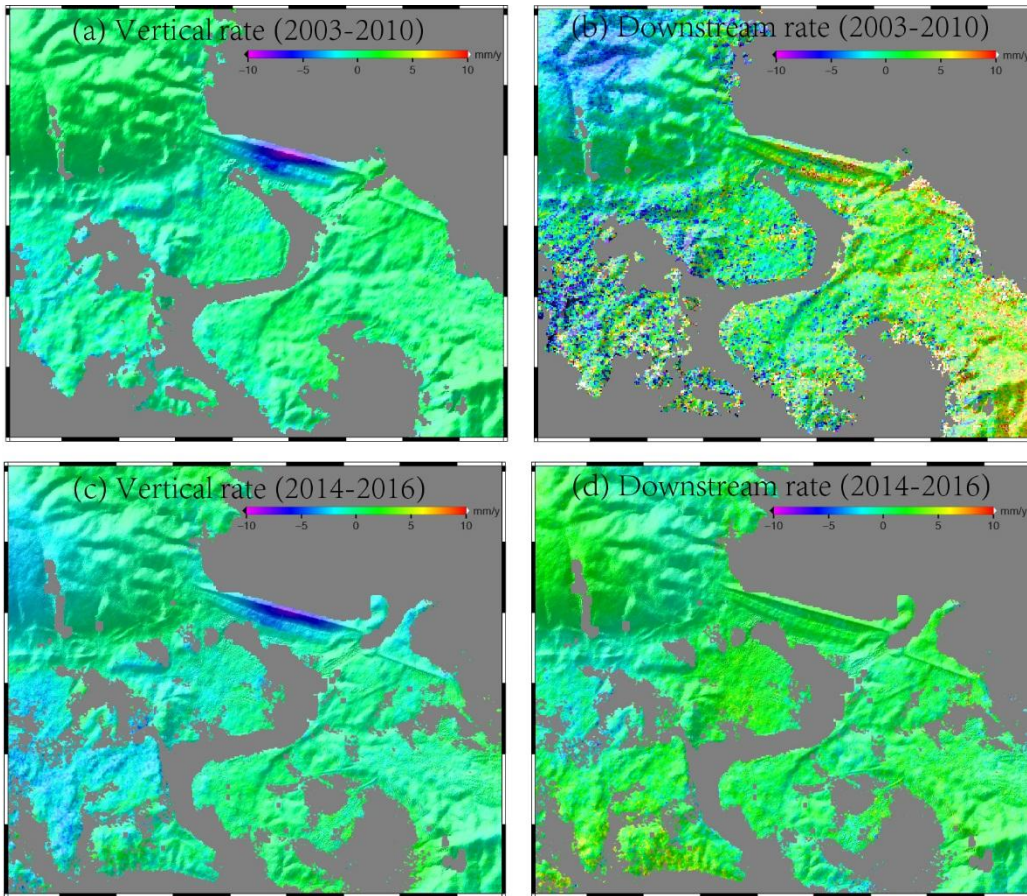 (a) Vertical rate (2003-2010)
mm/y
−10 −5 0 5 10
(b) Downstream rate (2003-2010)
mm/y
−10 −5 0 5 10
(c) Vertical rate (2014-2016)
mm/y
−10 −5 0 5 10
(d) Downstream rate (2014-2016)
mm/y
−10 −5 0 5 10